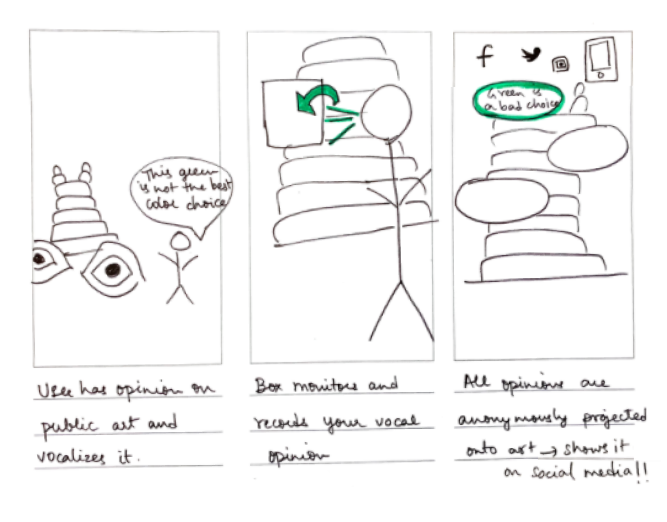 This green
is not the best
color choice
f
Green is
a bad choice
User has opinion on
public art and
vocalizes it.
Box monitors and
records your vocal
opinion
All opinions are
anonymously projected
onto art → shows it
on social media!!